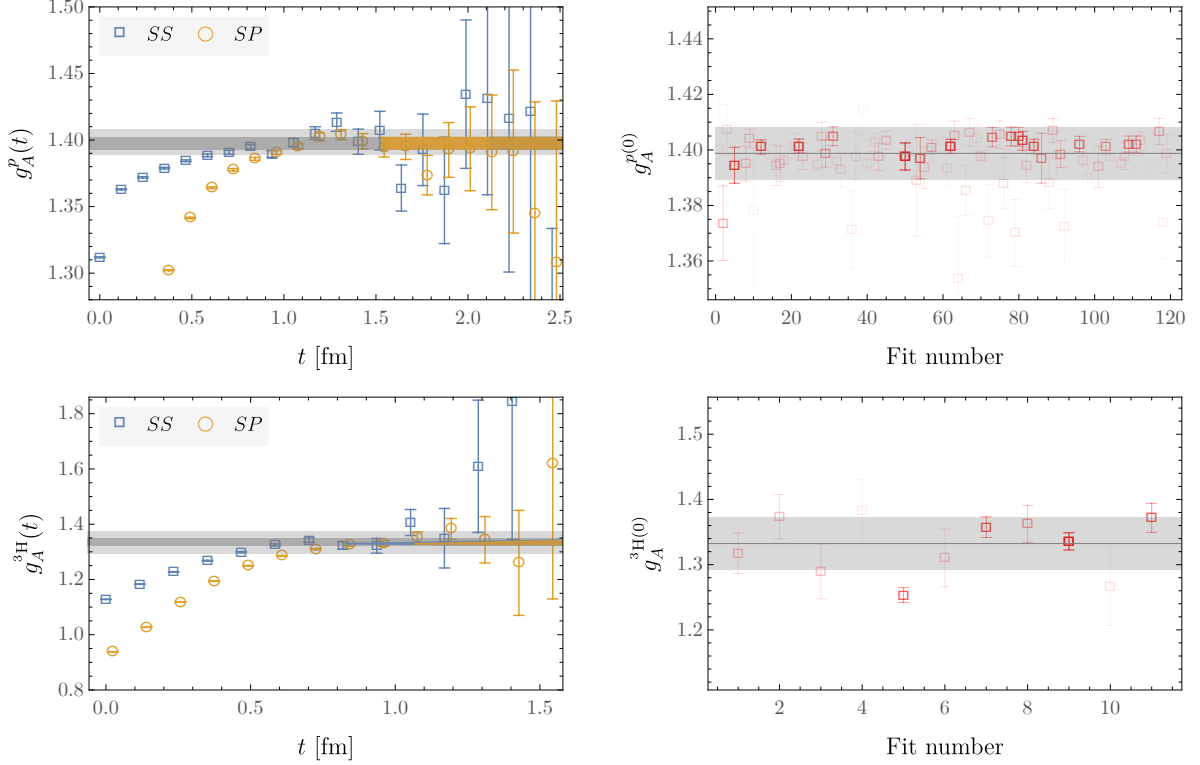 1.50
1.45
1.40
1.35
1.30
0.0 0.5 1.0 1.5 2.0 2.5
g_A^p(t)
t [fm]
SS SP
1.44
1.42
1.40
1.38
1.36
0 20 40 60 80 100 120
g_A^{p(0)}
Fit number
1.8
1.6
1.4
1.2
1.0
0.8
0.0 0.5 1.0 1.5
g_A^{^3H}(t)
t [fm]
SS SP
1.5
1.4
1.3
1.2
2 4 6 8 10
g_A^{^3H(0)}
Fit number